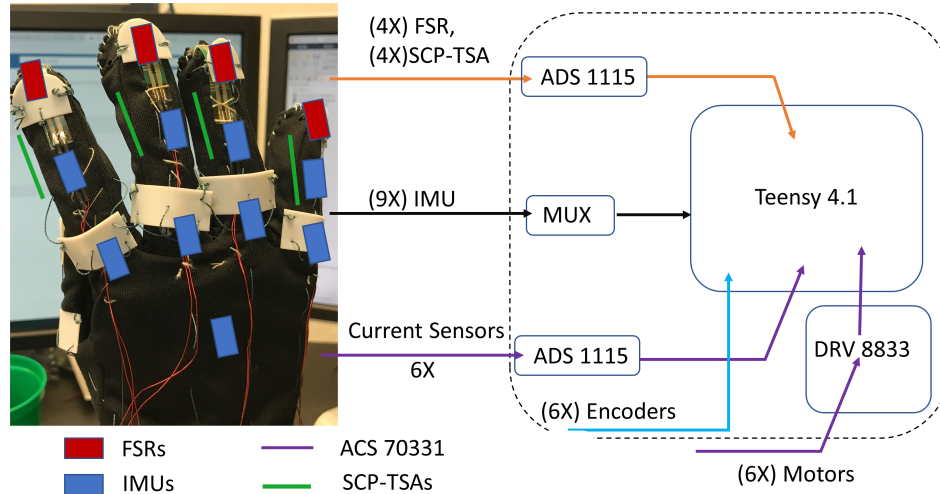 (4X) FSR,
(4X)SCP-TSA
ADS 1115
Teensy 4.1
(9X) IMU
MUX
Current Sensors
6X
ADS 1115
DRV 8833
(6X) Encoders
(6X) Motors
FSRs
ACS 70331
IMUs
SCP-TSAs